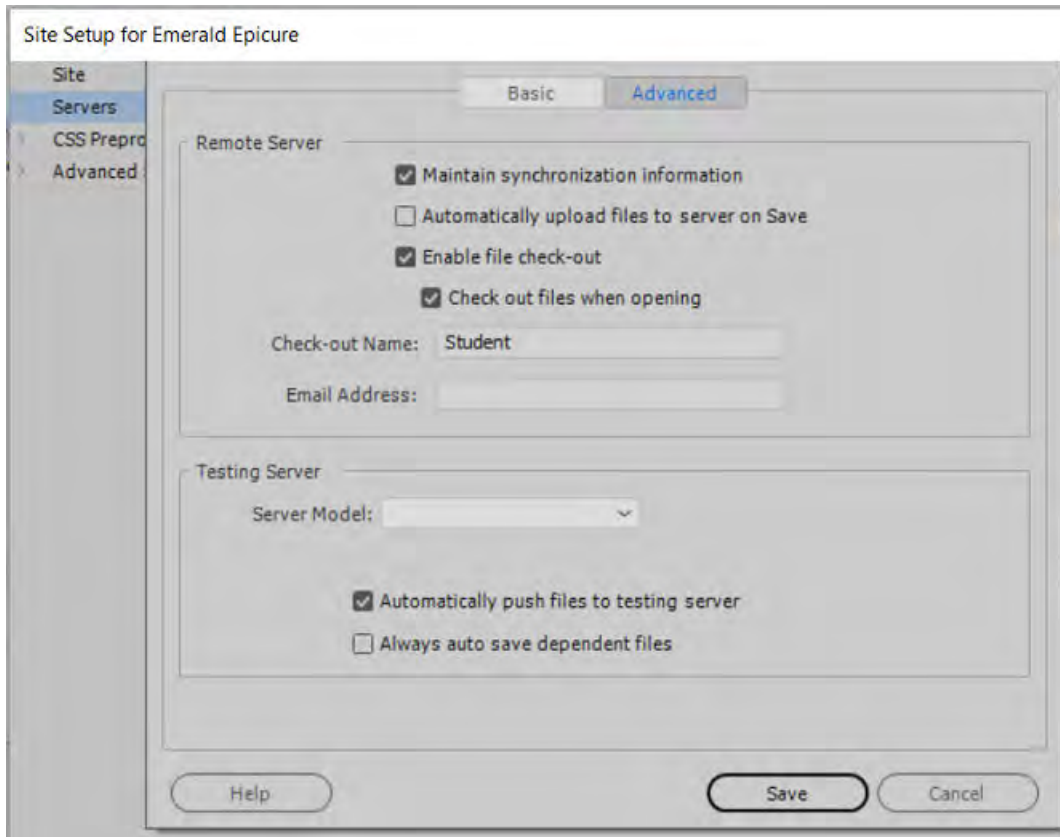 Site Setup for Emerald Epicure
Site
Servers
CSS Prepro
Advanced
Basic
Advanced
Remote Server
Maintain synchronization information
Automatically upload files to server on Save
Enable file check-out
Check out files when opening
Check-out Name:
Student
Email Address:
Testing Server
Server Model:
Automatically push files to testing server
Always auto save dependent files
Help
Save
Cancel